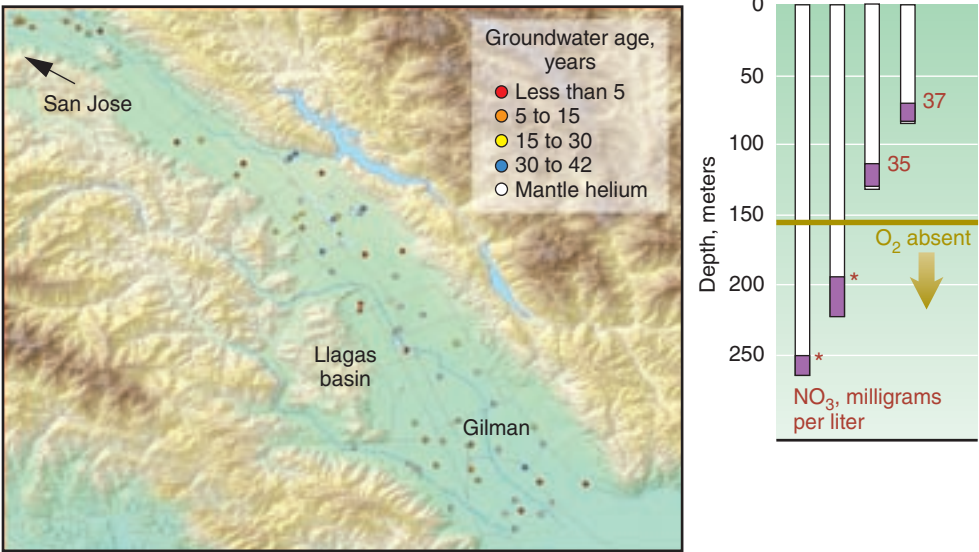 Groundwater age,
years
Less than 5
5 to 15
15 to 30
30 to 42
Mantle helium
San Jose
Llagas
basin
Gilman
Depth, meters
0
50
100
150
200
250
37
35
O2 absent
*
*
NO3, milligrams
per liter